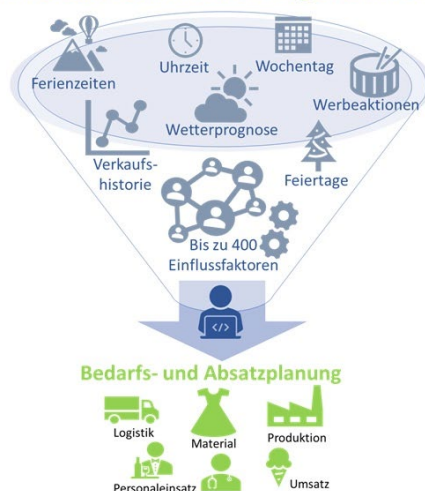 Ferienzeiten
Uhrzeit
Wochentag
Werbeaktionen
Wetterprognose
Verkaufs-
historie
Feiertage
Bis zu 400
Einflussfaktoren
</>
Bedarfs- und Absatzplanung
Logistik
Material
Produktion
Personaleinsatz
Umsatz